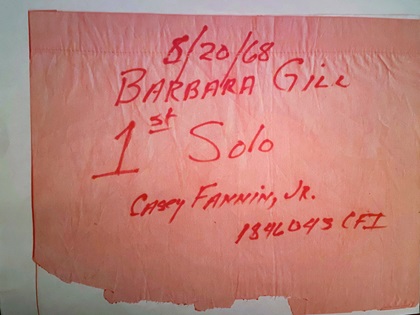 8/20/68
BARBARA GILL
1st Solo
Casey FANNIN, JR.
1846043 CFI